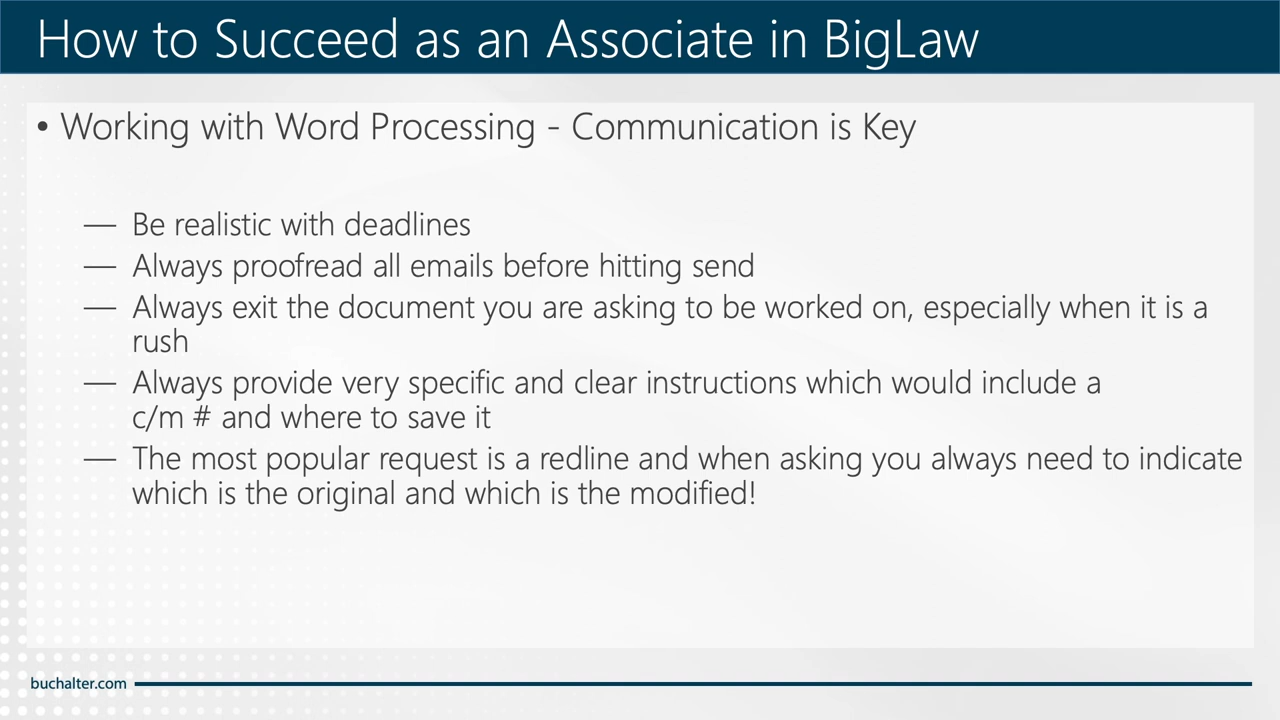 How to Succeed as an Associate in BigLaw
• Working with Word Processing - Communication is Key
— Be realistic with deadlines
— Always proofread all emails before hitting send
— Always exit the document you are asking to be worked on, especially when it is a
rush
— Always provide very specific and clear instructions which would include a
c/m # and where to save it
— The most popular request is a redline and when asking you always need to indicate
which is the original and which is the modified!
buchalter.com